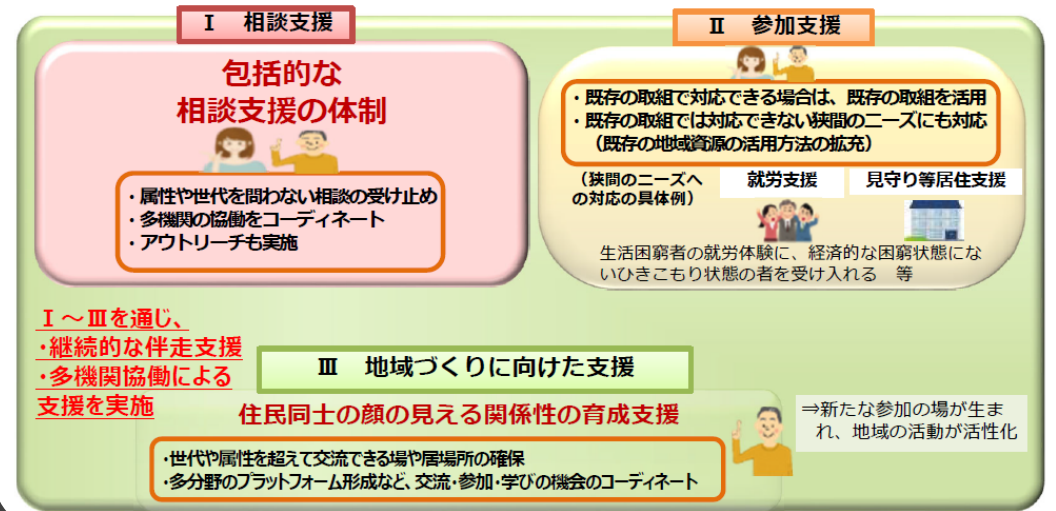 Ⅰ 相談支援
包括的な
相談支援の体制
・属性や世代を問わない相談の受け止め
・多機関の協働をコーディネート
・アウトリーチも実施
Ⅱ 参加支援
・既存の取組で対応できる場合は、既存の取組を活用
・既存の取組では対応できない狭間のニーズにも対応
（既存の地域資源の活用方法の拡充）
（狭間のニーズへ
の対応の具体例）
就労支援
見守り等居住支援
生活困窮者の就労体験に、経済的な困窮状態にな
いひきこもり状態の者を受け入れる 等
Ⅰ～Ⅲを通じ、
・継続的な伴走支援
・多機関協働による
支援を実施
Ⅲ 地域づくりに向けた支援
住民同士の顔の見える関係性の育成支援
・世代や属性を超えて交流できる場や居場所の確保
・多分野のプラットフォーム形成など、交流・参加・学びの機会のコーディネート
⇒新たな参加の場が生ま
れ、地域の活動が活性化